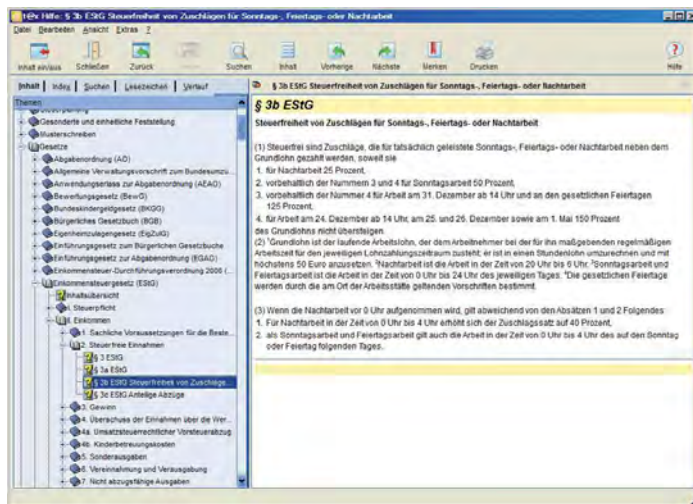 t@x Hilfe: § 3b EStG Steuerfreiheit von Zuschlägen für Sonntags-, Feiertags- oder Nachtarbeit
Datei Bearbeiten Ansicht Extras ?
Inhalt ein/aus Schließen Zurück Suchen Inhalt Vorherige Nächste Merken Drucken Hilfe
Inhalt Index Suchen Lesezeichen Verlauf
§ 3b EStG Steuerfreiheit von Zuschlägen für Sonntags-, Feiertags- oder Nachtarbeit
Themen
Gesonderte und einheitliche Feststellung
Musterschreiben
Gesetze
Abgabenordnung (AO)
Allgemeine Verwaltungsvorschrift zum Bundesumzu...
Anwendungserlass zur Abgabenordnung (AEAO)
Bewertungsgesetz (BewG)
Bundeskindergeldgesetz (BKGG)
Bürgerliches Gesetzbuch (BGB)
Eigenheimzulagengesetz (EigZulG)
Einführungsgesetz zum Bürgerlichen Gesetzbuche
Einführungsgesetz zur Abgabenordnung (EGAO)
Einkommensteuer-Durchführungsverordnung 2000 (...
Einkommensteuergesetz (EStG)
Inhaltsübersicht
I. Steuerpflicht
II. Einkommen
1. Sachliche Voraussetzungen für die Beste...
2. Steuerfreie Einnahmen
§ 3 EStG
§ 3a EStG
§ 3b EStG Steuerfreiheit von Zuschläge...
§ 3c EStG Anteilige Abzüge
3. Gewinn
4. Überschuss der Einnahmen über die Wer...
4a. Umsatzsteuerrechtlicher Vorsteuerabzug
4b. Kinderbetreuungskosten
5. Sonderausgaben
6. Vereinnahmung und Verausgabung
7. Nicht abzugsfähige Ausgaben
§ 3b EStG
Steuerfreiheit von Zuschlägen für Sonntags-, Feiertags- oder Nachtarbeit
(1) Steuerfrei sind Zuschläge, die für tatsächlich geleistete Sonntags-, Feiertags- oder Nachtarbeit neben dem
Grundlohn gezahlt werden, soweit sie
1. für Nachtarbeit 25 Prozent,
2. vorbehaltlich der Nummern 3 und 4 für Sonntagsarbeit 50 Prozent,
3. vorbehaltlich der Nummer 4 für Arbeit am 31. Dezember ab 14 Uhr und an den gesetzlichen Feiertagen
125 Prozent,
4. für Arbeit am 24. Dezember ab 14 Uhr, am 25. und 26. Dezember sowie am 1. Mai 150 Prozent
des Grundlohns nicht übersteigen.
(2) ¹Grundlohn ist der laufende Arbeitslohn, der dem Arbeitnehmer bei der für ihn maßgebenden regelmäßigen
Arbeitszeit für den jeweiligen Lohnzahlungszeitraum zusteht; er ist in einen Stundenlohn umzurechnen und mit
höchstens 50 Euro anzusetzen. ²Nachtarbeit ist die Arbeit in der Zeit von 20 Uhr bis 6 Uhr. ³Sonntagsarbeit und
Feiertagsarbeit ist die Arbeit in der Zeit von 0 Uhr bis 24 Uhr des jeweiligen Tages. ⁴Die gesetzlichen Feiertage
werden durch die am Ort der Arbeitsstätte geltenden Vorschriften bestimmt.
(3) Wenn die Nachtarbeit vor 0 Uhr aufgenommen wird, gilt abweichend von den Absätzen 1 und 2 Folgendes:
1. Für Nachtarbeit in der Zeit von 0 Uhr bis 4 Uhr erhöht sich der Zuschlagssatz auf 40 Prozent,
2. als Sonntagsarbeit und Feiertagsarbeit gilt auch die Arbeit in der Zeit von 0 Uhr bis 4 Uhr des auf den Sonntag
oder Feiertag folgenden Tages.